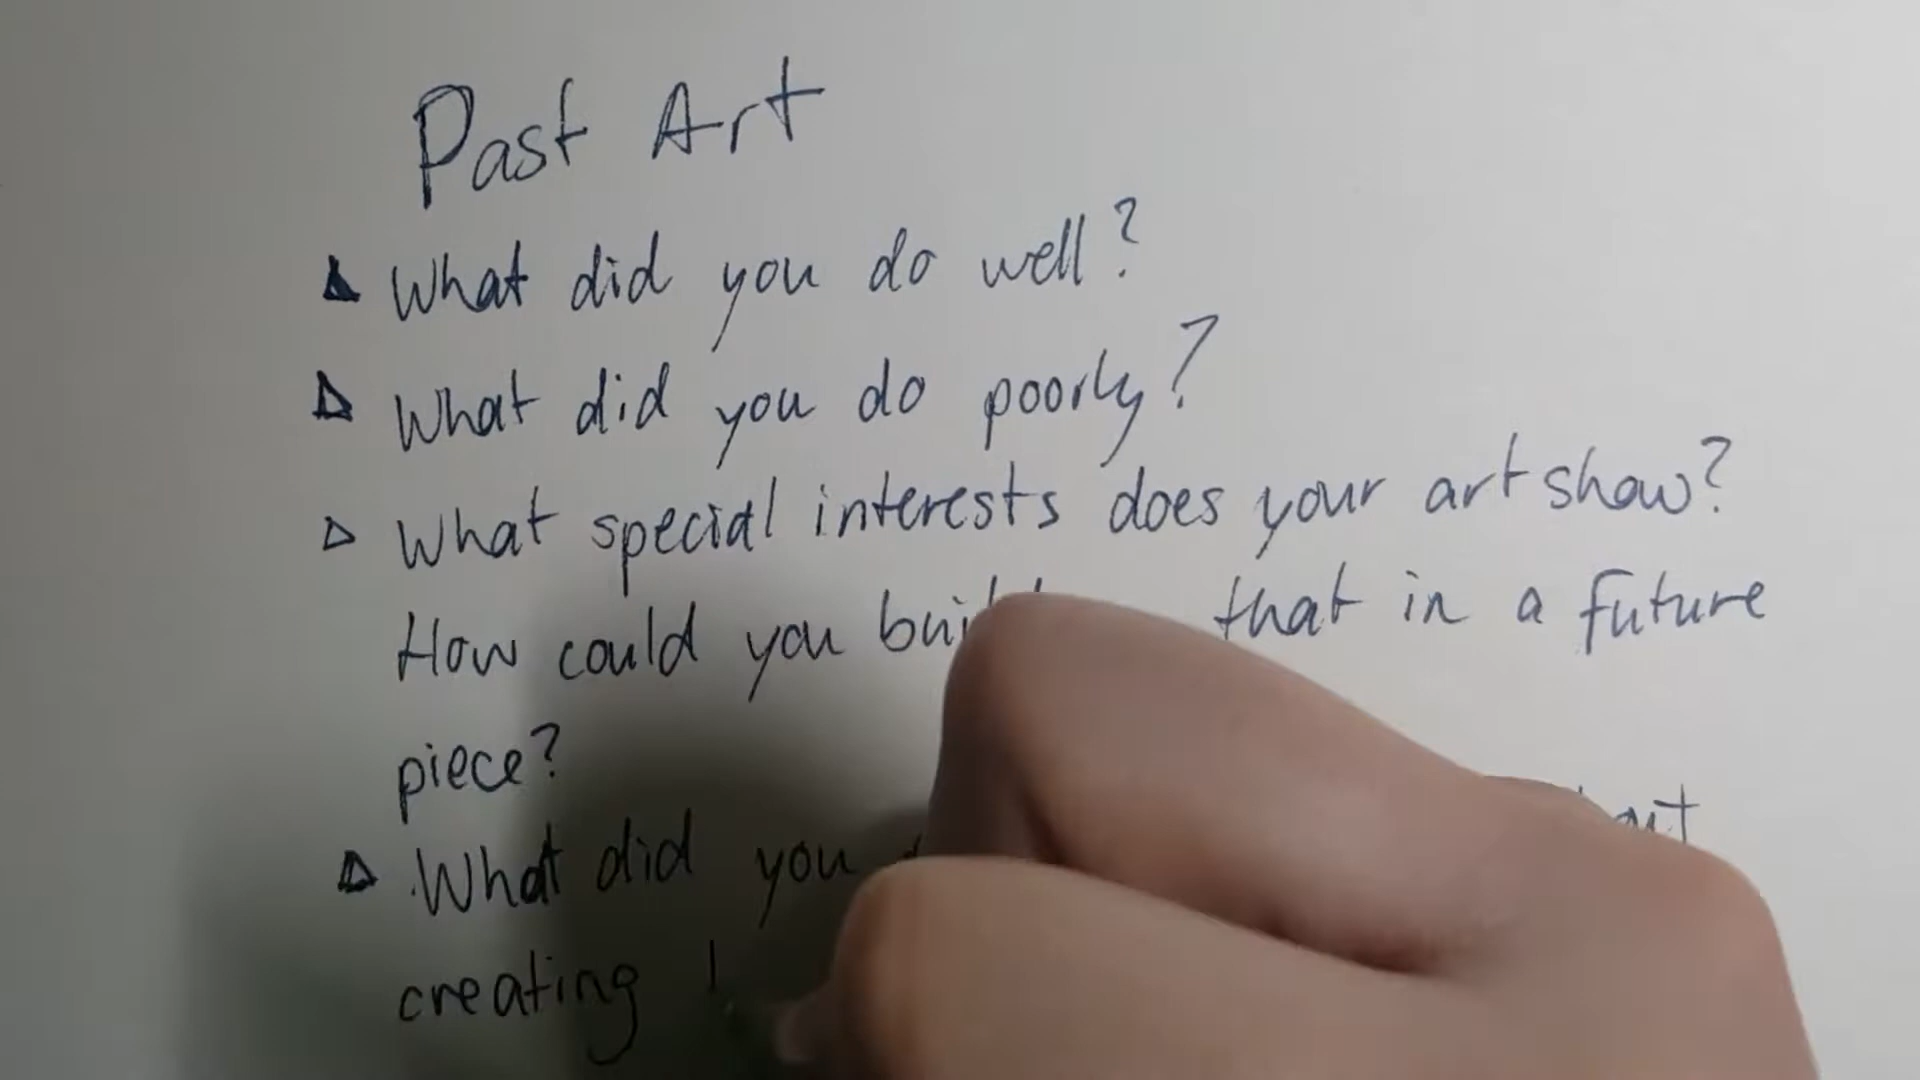 Past Art
What did you do well?
What did you do poorly?
What special interests does your art show?
How could you that in a future
piece?
What did you
creating